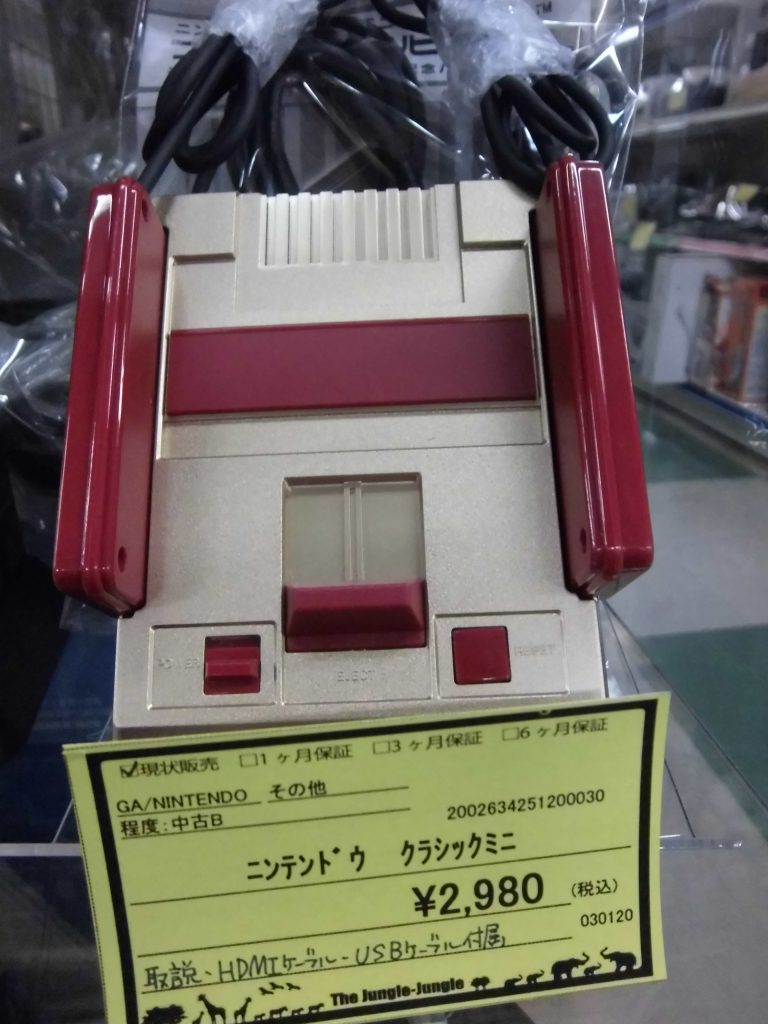 POWER
EJECT
RESET
☑現状販売 □1ヶ月保証 □3ヶ月保証 □6ヶ月保証
GA/NINTENDO その他
程度:中古B
2002634251200030
ニンテンドウ クラシックミニ
¥2,980 (税込)
030120
取説、HDMIケーブル・USBケーブル付属
The Jungle-Jungle